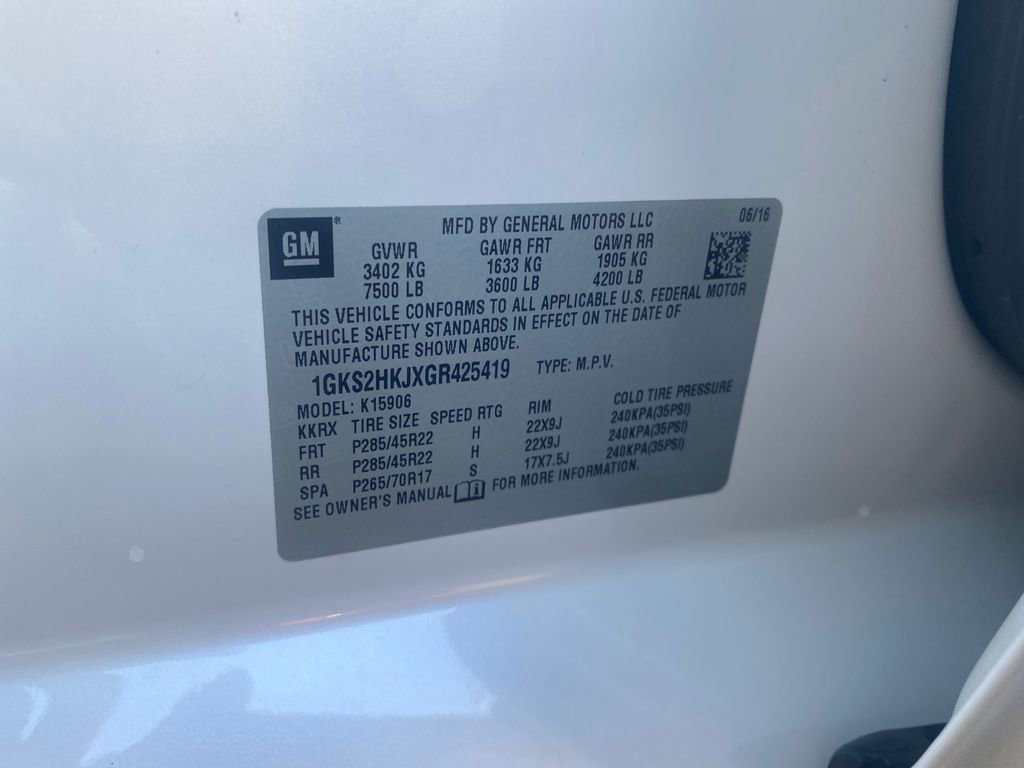 GM ®
MFD BY GENERAL MOTORS LLC 06/16
GVWR GAWR FRT GAWR RR
3402 KG 1633 KG 1905 KG
7500 LB 3600 LB 4200 LB
THIS VEHICLE CONFORMS TO ALL APPLICABLE U.S. FEDERAL MOTOR
VEHICLE SAFETY STANDARDS IN EFFECT ON THE DATE OF
MANUFACTURE SHOWN ABOVE.
1GKS2HKJXGR425419 TYPE: M.P.V.
MODEL: K15906
KKRX TIRE SIZE SPEED RTG RIM COLD TIRE PRESSURE
FRT P285/45R22 H 22X9J 240KPA(35PSI)
RR P285/45R22 H 22X9J 240KPA(35PSI)
SPA P265/70R17 S 17X7.5J 240KPA(35PSI)
SEE OWNER'S MANUAL i FOR MORE INFORMATION.